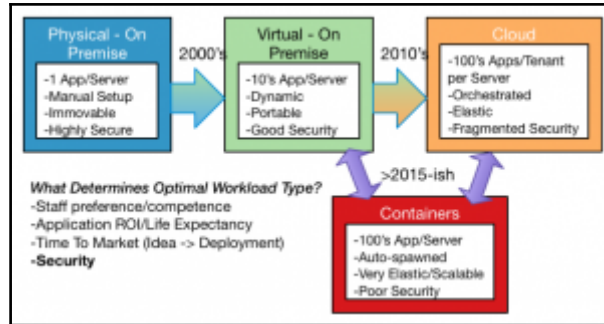 Physical - On
Premise
-1 App/Server
-Manual Setup
-Immovable
-Highly Secure
2000's
Virtual - On
Premise
-10's App/Server
-Dynamic
-Portable
-Good Security
2010's
Cloud
-100's Apps/Tenant
per Server
-Orchestrated
-Elastic
-Fragmented Security
>2015-ish
What Determines Optimal Workload Type?
-Staff preference/competence
-Application ROI/Life Expectancy
-Time To Market (Idea -> Deployment)
-Security
Containers
-100's App/Server
-Auto-spawned
-Very Elastic/Scalable
-Poor Security